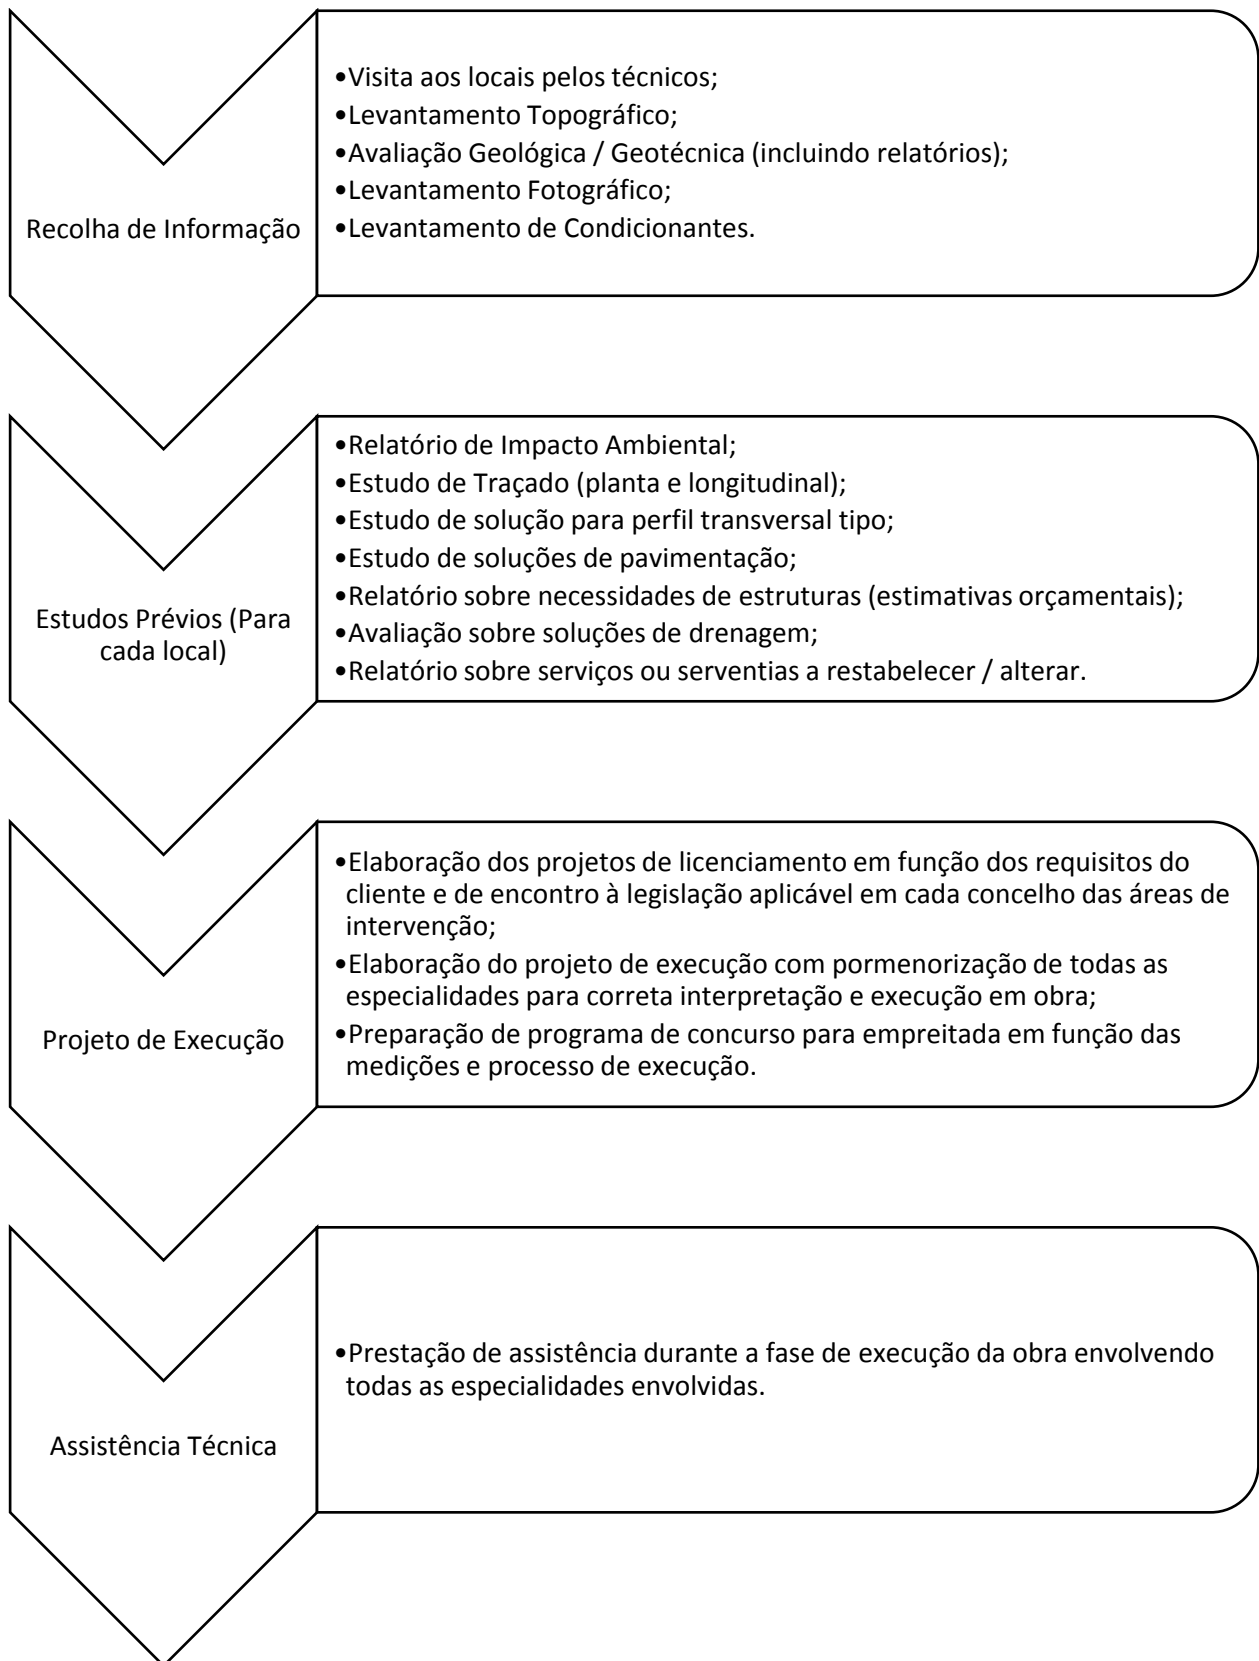 Recolha de Informação
•Visita aos locais pelos técnicos;
•Levantamento Topográfico;
•Avaliação Geológica / Geotécnica (incluindo relatórios);
•Levantamento Fotográfico;
•Levantamento de Condicionantes.
Estudos Prévios (Para
cada local)
•Relatório de Impacto Ambiental;
•Estudo de Traçado (planta e longitudinal);
•Estudo de solução para perfil transversal tipo;
•Estudo de soluções de pavimentação;
•Relatório sobre necessidades de estruturas (estimativas orçamentais);
•Avaliação sobre soluções de drenagem;
•Relatório sobre serviços ou serventias a restabelecer / alterar.
Projeto de Execução
•Elaboração dos projetos de licenciamento em função dos requisitos do
cliente e de encontro à legislação aplicável em cada concelho das áreas de
intervenção;
•Elaboração do projeto de execução com pormenorização de todas as
especialidades para correta interpretação e execução em obra;
•Preparação de programa de concurso para empreitada em função das
medições e processo de execução.
Assistência Técnica
•Prestação de assistência durante a fase de execução da obra envolvendo
todas as especialidades envolvidas.